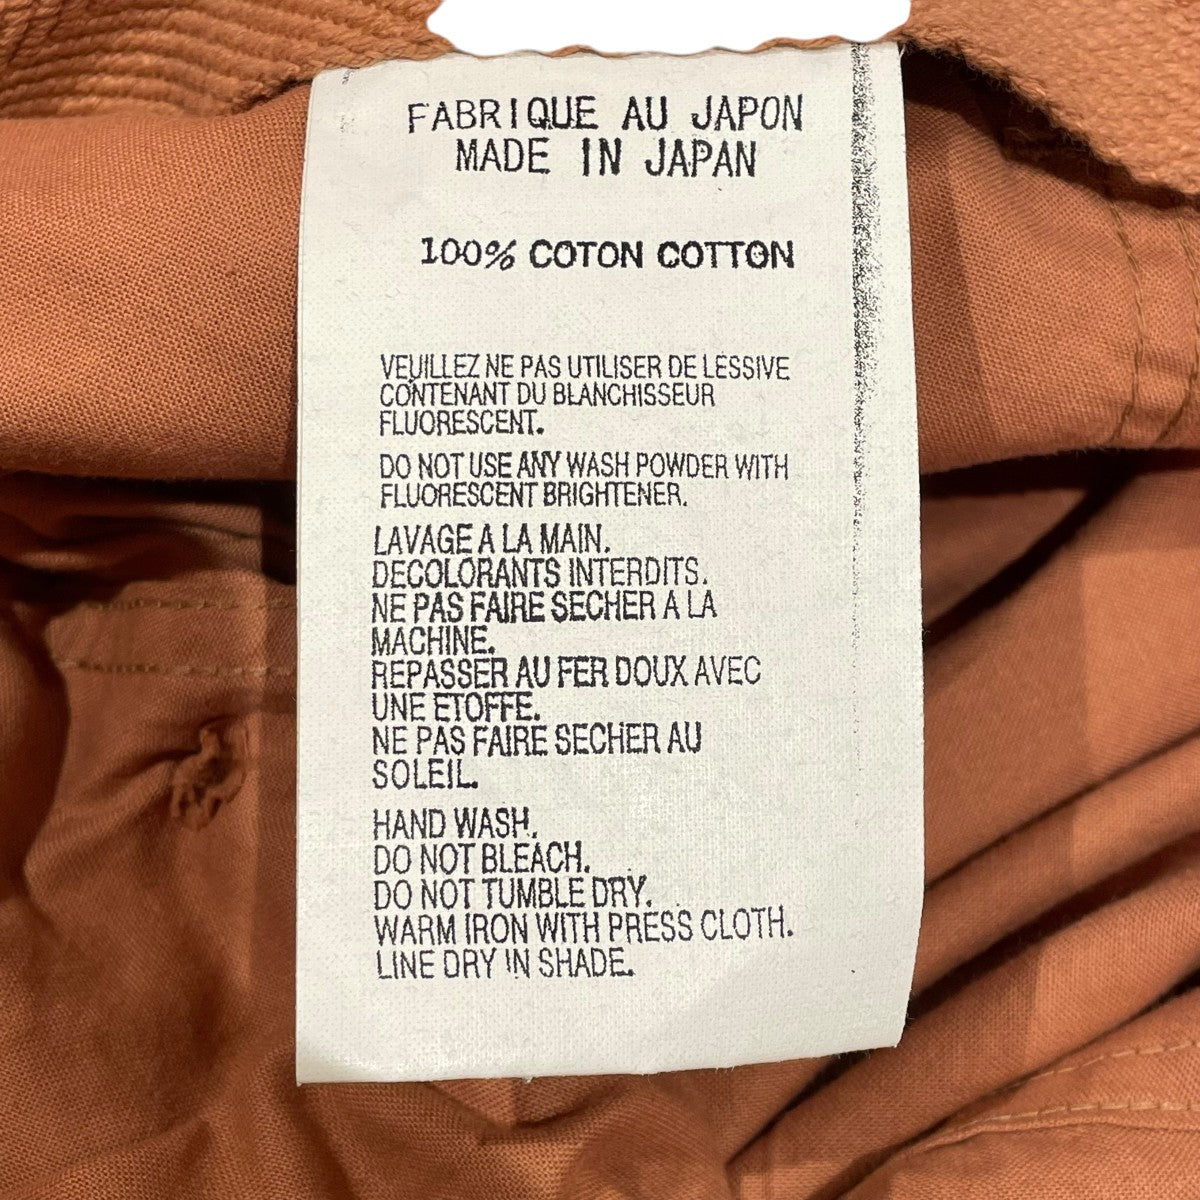 FABRIQUE AU JAPON
MADE IN JAPAN
100% COTON COTTON
VEUILLEZ NE PAS UTILISER DE LESSIVE
CONTENANT DU BLANCHISSEUR
FLUORESCENT.
DO NOT USE ANY WASH POWDER WITH
FLUORESCENT BRIGHTENER.
LAVAGE A LA MAIN.
DECOLORANTS INTERDITS.
NE PAS FAIRE SECHER A LA
MACHINE.
REPASSER AU FER DOUX AVEC
UNE ETOFFE.
NE PAS FAIRE SECHER AU
SOLEIL.
HAND WASH.
DO NOT BLEACH.
DO NOT TUMBLE DRY.
WARM IRON WITH PRESS CLOTH.
LINE DRY IN SHADE.